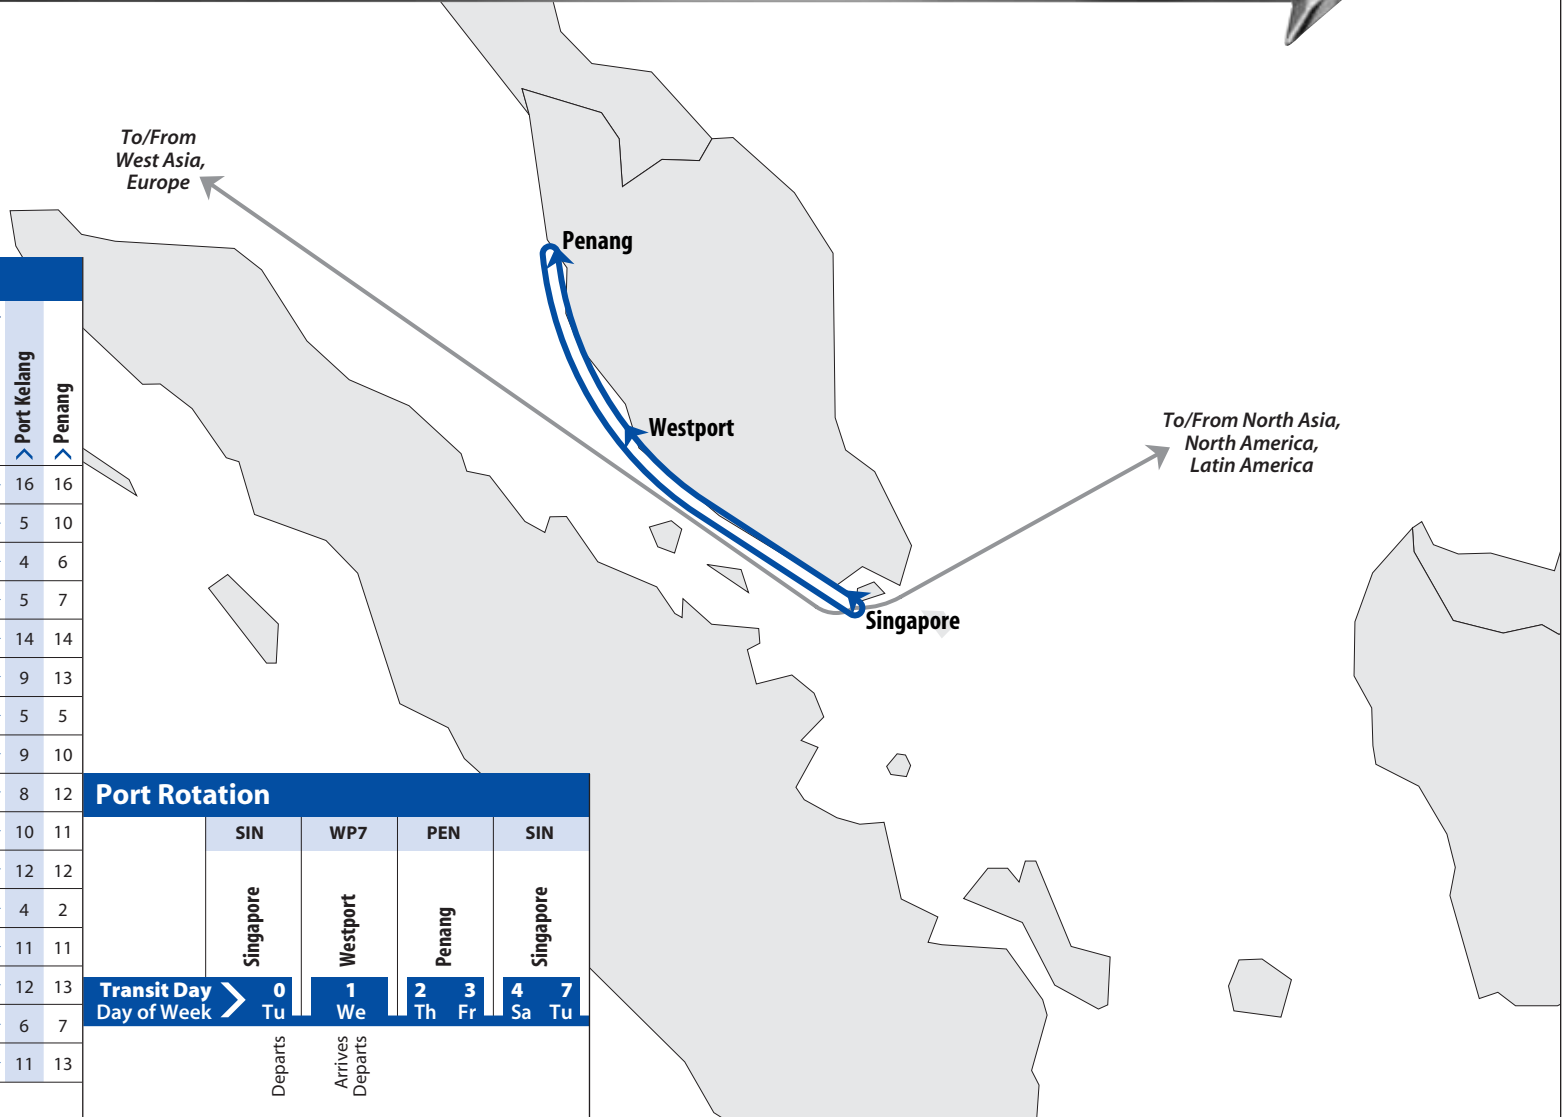 To/From
West Asia,
Europe
Penang
Westport
To/From North Asia,
North America,
Latin America
Singapore
Port Kelang Penang
16 16
5 10
4 6
5 7
14 14
9 13
5 5
9 10
8 12
10 11
12 12
4 2
11 11
12 13
6 7
11 13
Port Rotation
SIN WP7 PEN SIN
Singapore Westport Penang Singapore
Transit Day 0 1 2 3 4 7
Day of Week Tu We Th Fr Sa Tu
Departs
Arrives
Departs